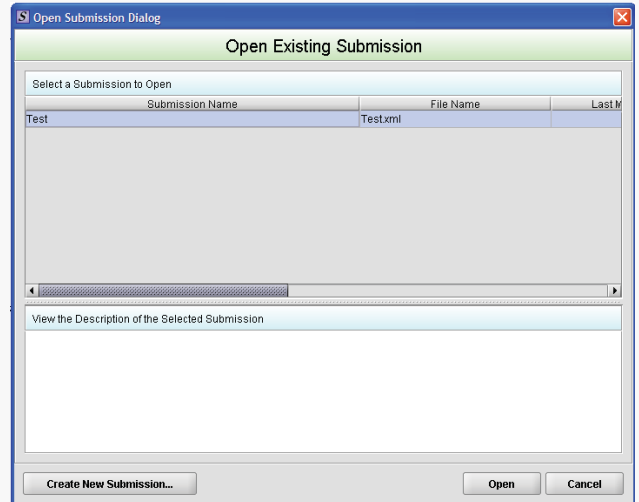 S Open Submission Dialog
Open Existing Submission
Select a Submission to Open
Submission Name File Name Last M
Test Test.xml
View the Description of the Selected Submission
Create New Submission... Open Cancel